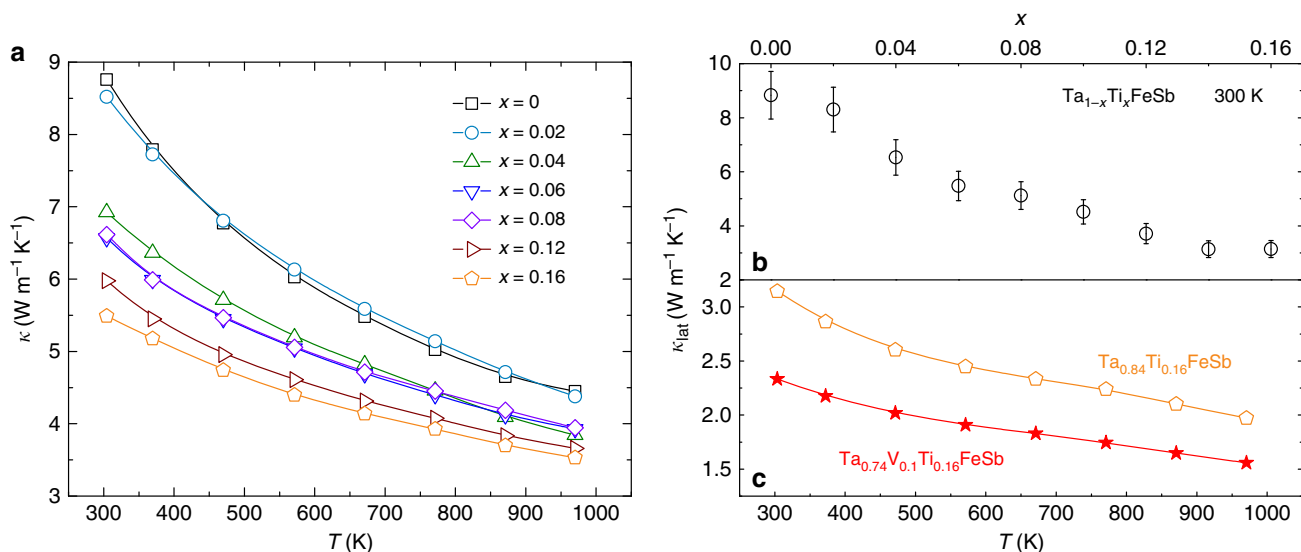 a
9
8
7
6
5
4
3
κ (W m⁻¹ K⁻¹)
300 400 500 600 700 800 900 1000
T (K)
x = 0
x = 0.02
x = 0.04
x = 0.06
x = 0.08
x = 0.12
x = 0.16
x
0.00 0.04 0.08 0.12 0.16
10
8
6
4
2
Ta₁₋ₓTiₓFeSb 300 K
b
κlat (W m⁻¹ K⁻¹)
3.0
2.5
2.0
1.5
Ta₀.₈₄Ti₀.₁₆FeSb
Ta₀.₇₄V₀.₁Ti₀.₁₆FeSb
c
300 400 500 600 700 800 900 1000
T (K)